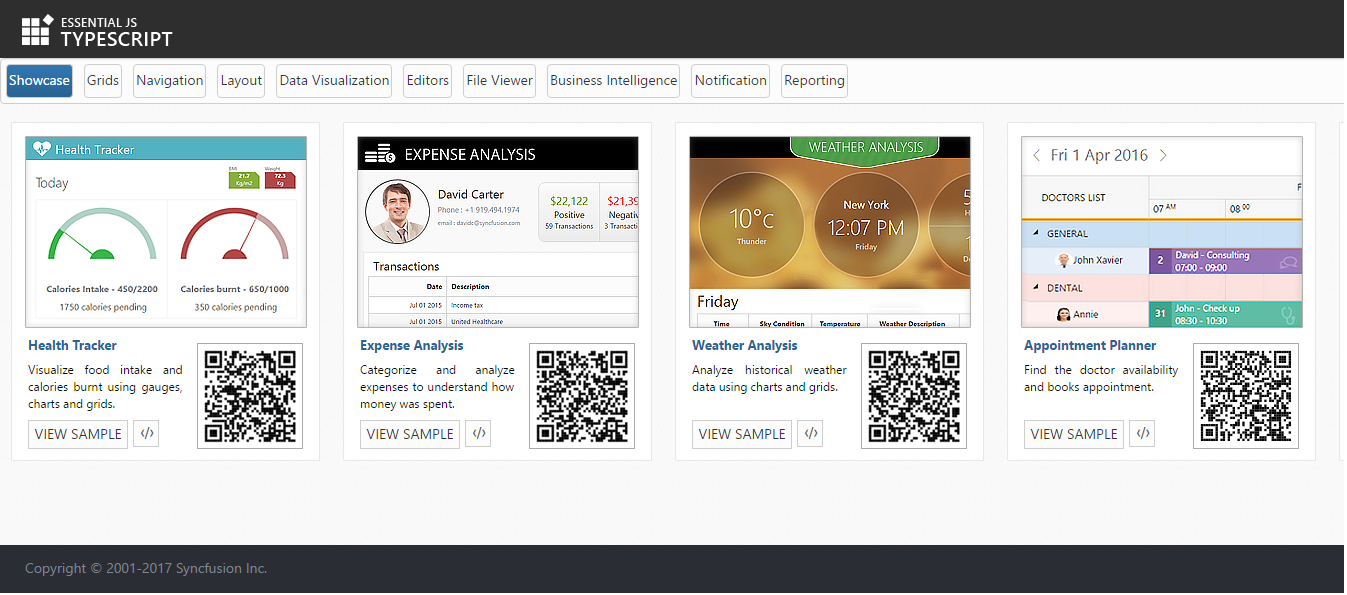 ESSENTIAL JS
TYPESCRIPT
Showcase Grids Navigation Layout Data Visualization Editors File Viewer Business Intelligence Notification Reporting
Health Tracker
Today
BMI
21.7
Kg/m2
Weight
72.3
Kg
Calories Intake - 450/2200
1750 calories pending
Calories burnt - 650/1000
350 calories pending
Health Tracker
Visualize food intake and
calories burnt using gauges,
charts and grids.
VIEW SAMPLE </>
EXPENSE ANALYSIS
David Carter
Phone : +1 919.494.1974
email : davidc@syncfusion.com
$22,122
Positive
59 Transactions
$21,39
Negativ
3 Transacti
Transactions
Date Description
Jul 01 2015 Income tax
Jul 01 2015 United Healthcare
Expense Analysis
Categorize and analyze
expenses to understand how
money was spent.
VIEW SAMPLE </>
WEATHER ANALYSIS
10°c
Thunder
New York
12:07 PM
Friday
Friday
Time Sky Condition Temperature Weather Description
Weather Analysis
Analyze historical weather
data using charts and grids.
VIEW SAMPLE </>
Fri 1 Apr 2016
DOCTORS LIST
F
07 AM 08 00
GENERAL
John Xavier
2 David - Consulting
07:00 - 09:00
DENTAL
Annie
31 John - Check up
08:30 - 10:30
Appointment Planner
Find the doctor availability
and books appointment.
VIEW SAMPLE </>
Copyright © 2001-2017 Syncfusion Inc.